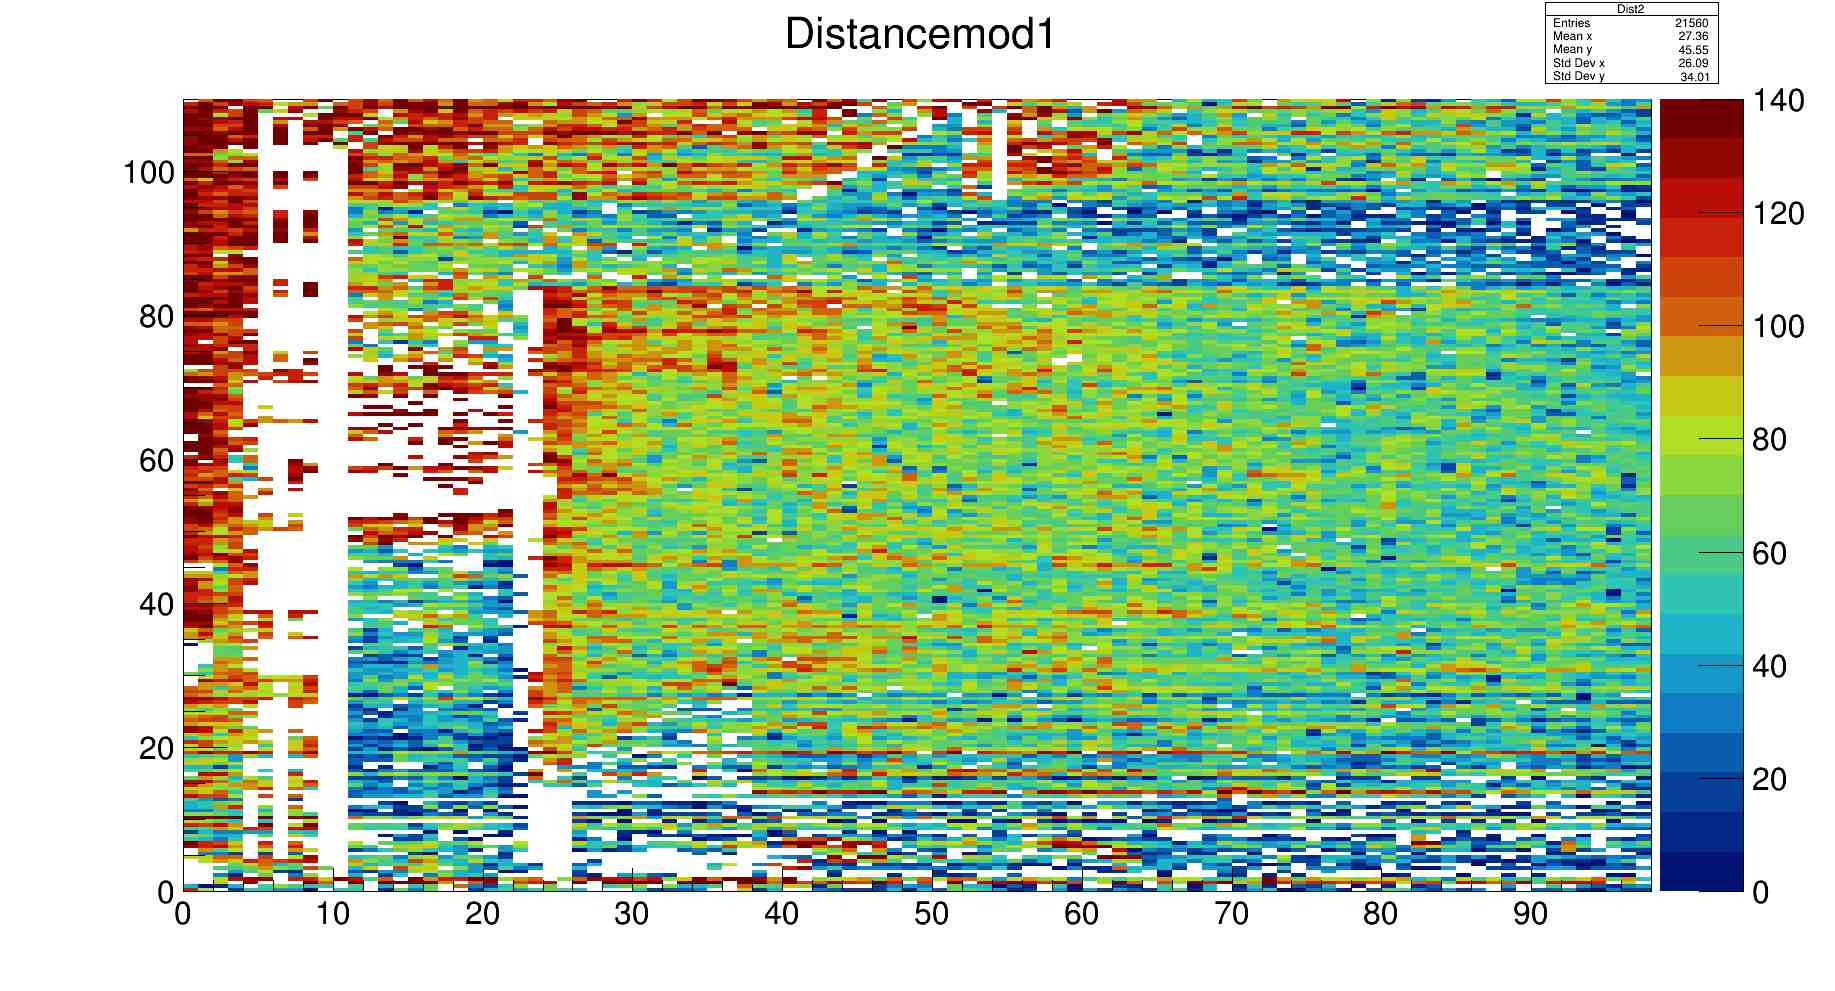 Distancemod1
Dist2
Entries 21560
Mean x 27.36
Mean y 45.55
Std Dev x 26.09
Std Dev y 34.01
140
120
100
80
60
40
20
0
100
80
60
40
20
0
0 10 20 30 40 50 60 70 80 90